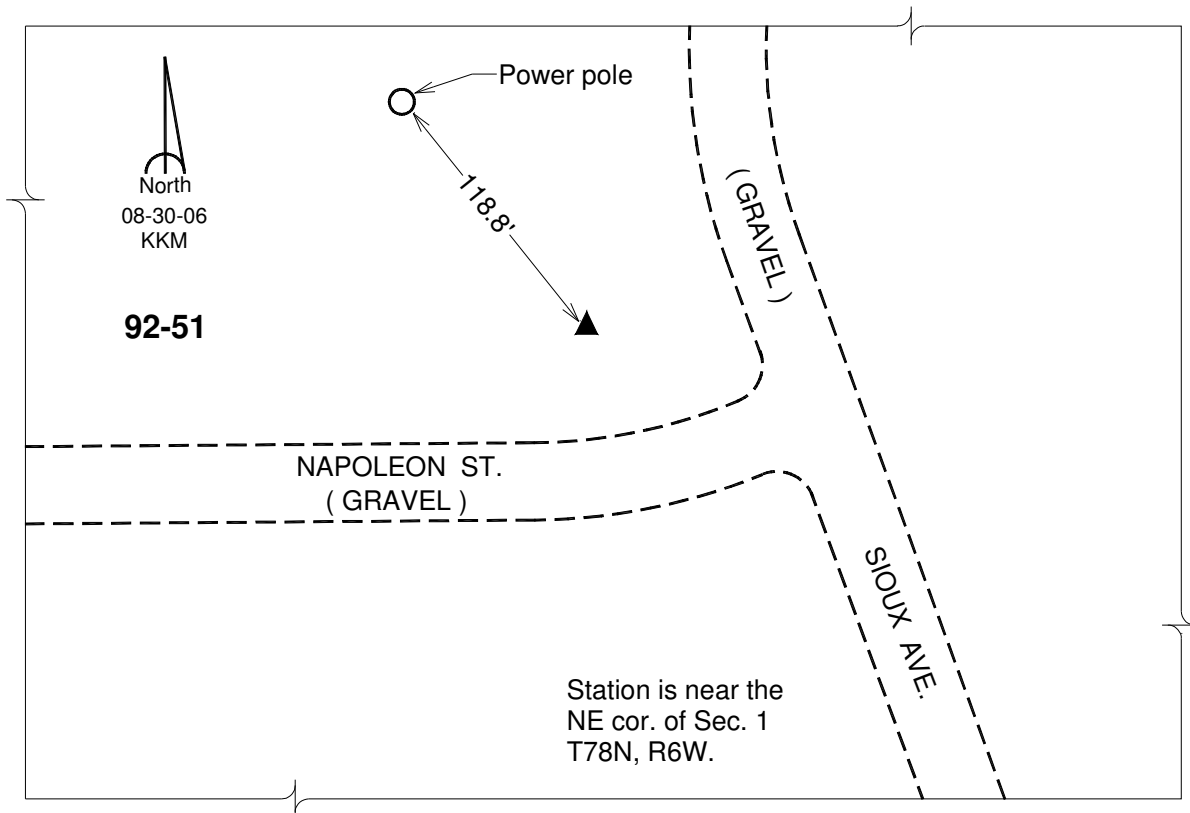 Power pole
North
08-30-06
KKM
118.8'
( GRAVEL )
92-51
NAPOLEON ST.
( GRAVEL )
SIOUX AVE.
Station is near the
NE cor. of Sec. 1
T78N, R6W.